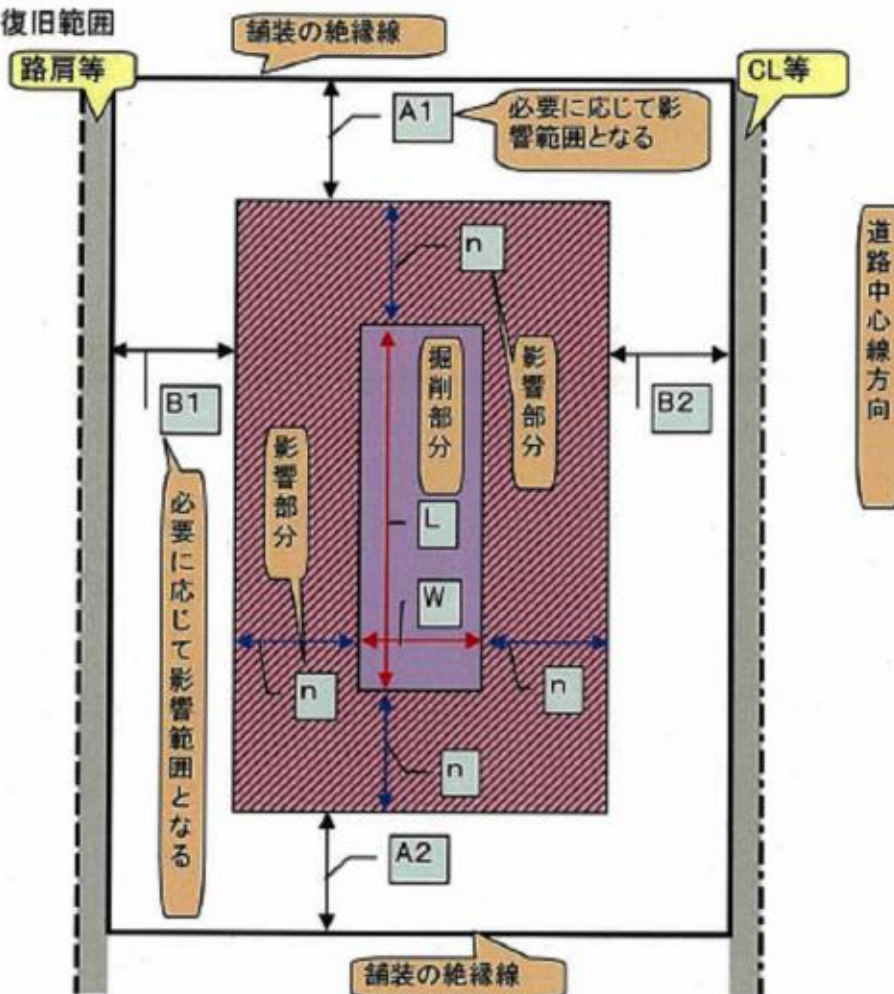 復旧範囲
舗装の絶縁線
路肩等
CL等
A1
必要に応じて影
響範囲となる
n
道路中心線方向
掘削部分
影響部分
B1
B2
影響部分
必要に応じて影響範囲となる
L
W
n
n
n
A2
舗装の絶縁線